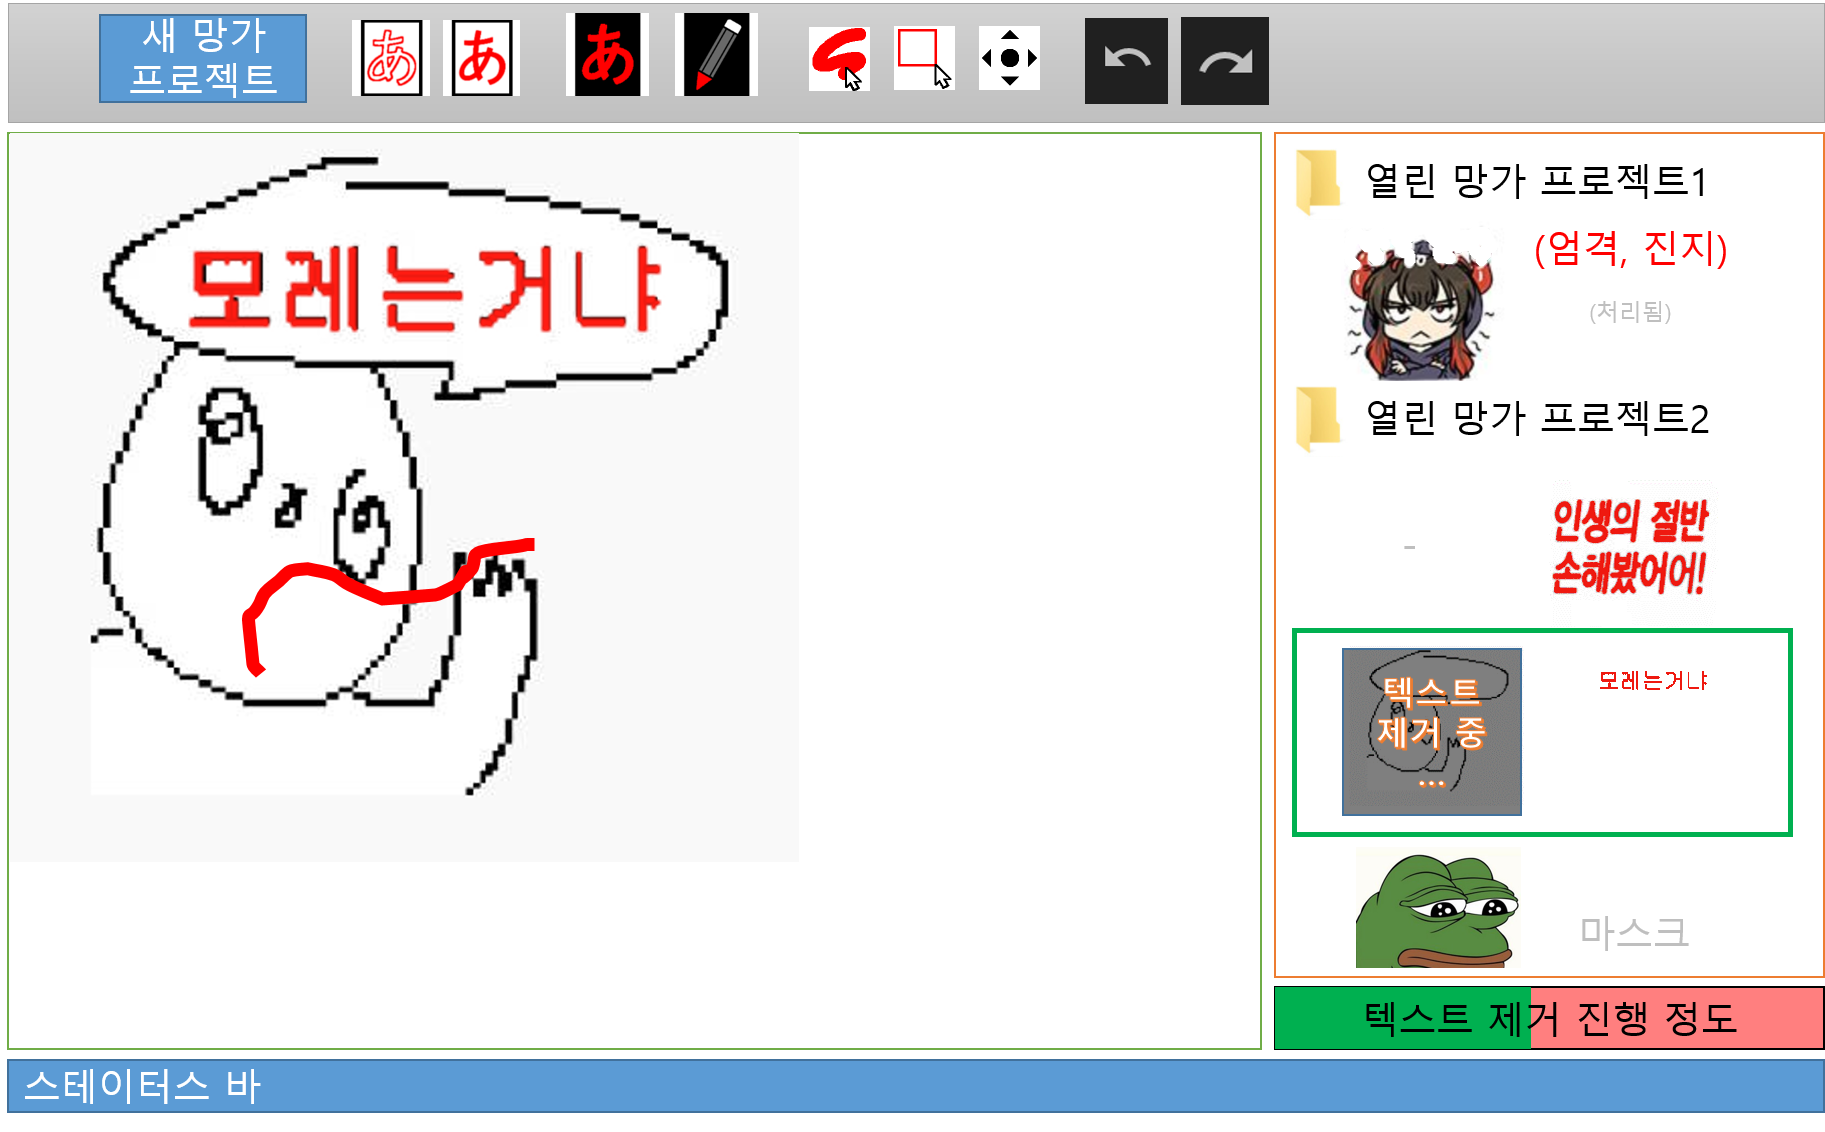 새 망가
프로젝트
あ
あ
あ
모레는거냐
열린 망가 프로젝트1
(엄격, 진지)
(처리됨)
열린 망가 프로젝트2
-
인생의 절반
손해봤어어!
텍스트
제거 중
...
모레는거냐
마스크
텍스트 제거 진행 정도
스테이터스 바